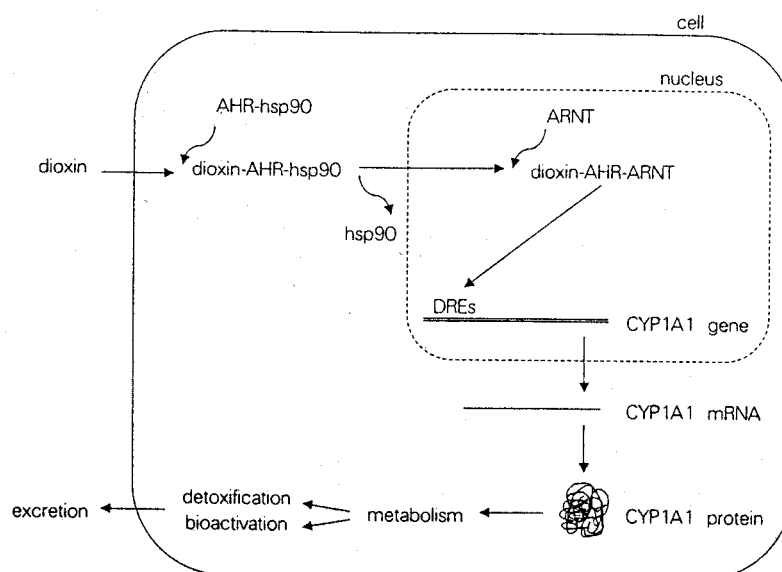 cell
nucleus
AHR-hsp90
ARNT
dioxin
dioxin-AHR-hsp90
dioxin-AHR-ARNT
hsp90
DREs
CYP1A1 gene
CYP1A1 mRNA
detoxification
excretion
bioactivation
metabolism
CYP1A1 protein